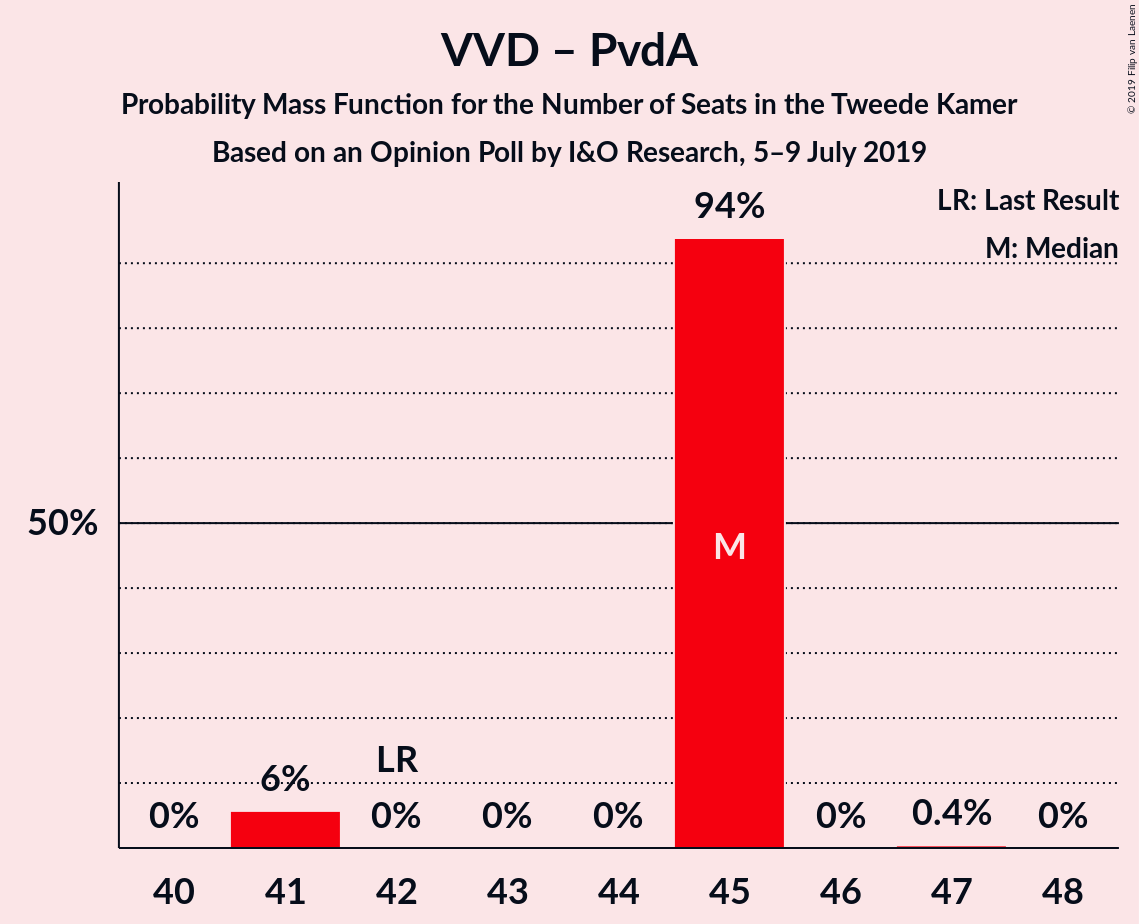 VVD – PvdA
Probability Mass Function for the Number of Seats in the Tweede Kamer
Based on an Opinion Poll by I&O Research, 5–9 July 2019
© 2019 Filip van Laenen
LR: Last Result
M: Median
94%
50%
M
LR
6%
0% 0% 0% 0% 0% 0.4% 0%
40 41 42 43 44 45 46 47 48